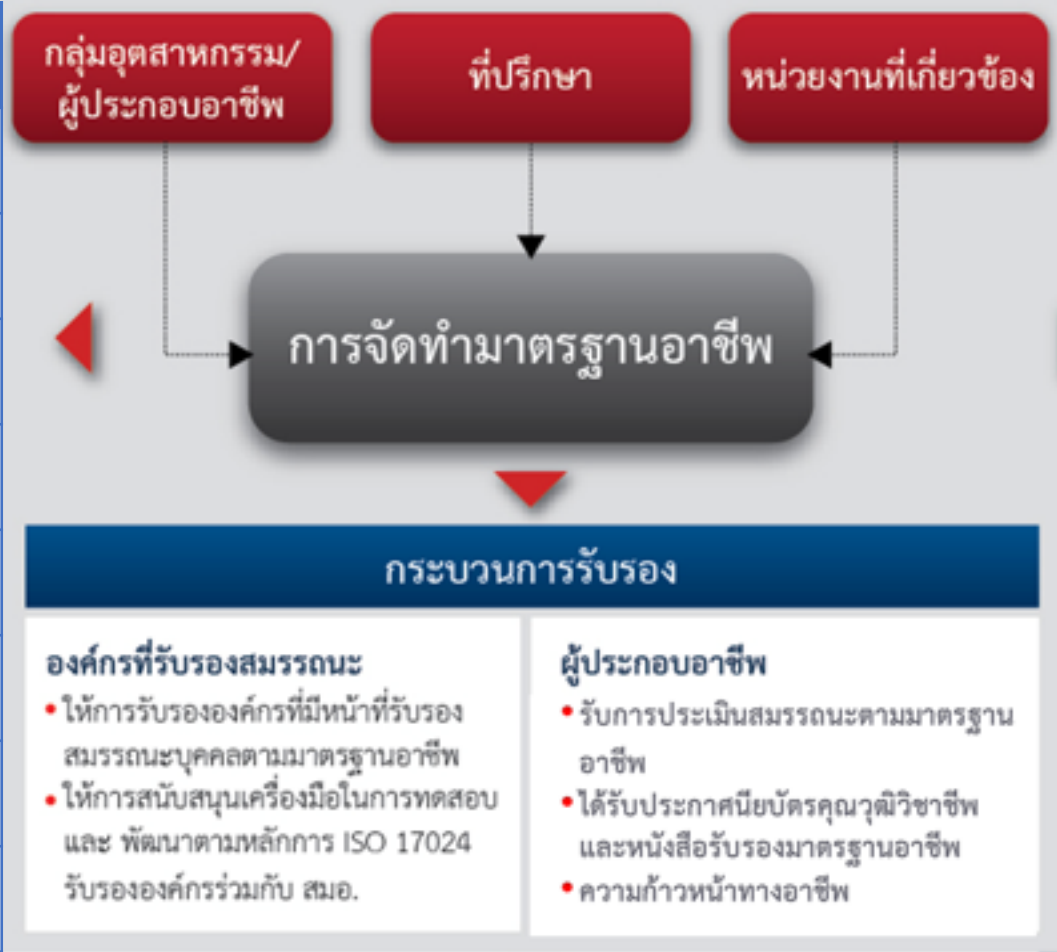 กลุ่มอุตสาหกรรม/
ผู้ประกอบอาชีพ
ที่ปรึกษา
หน่วยงานที่เกี่ยวข้อง
การจัดทำมาตรฐานอาชีพ
กระบวนการรับรอง
องค์กรที่รับรองสมรรถนะ
• ให้การรับรององค์กรที่มีหน้าที่รับรอง
สมรรถนะบุคคลตามมาตรฐานอาชีพ
• ให้การสนับสนุนเครื่องมือในการทดสอบ
และ พัฒนาตามหลักการ ISO 17024
รับรององค์กรร่วมกับ สมอ.
ผู้ประกอบอาชีพ
• รับการประเมินสมรรถนะตามมาตรฐาน
อาชีพ
• ได้รับประกาศนียบัตรคุณวุฒิวิชาชีพ
และหนังสือรับรองมาตรฐานอาชีพ
• ความก้าวหน้าทางอาชีพ